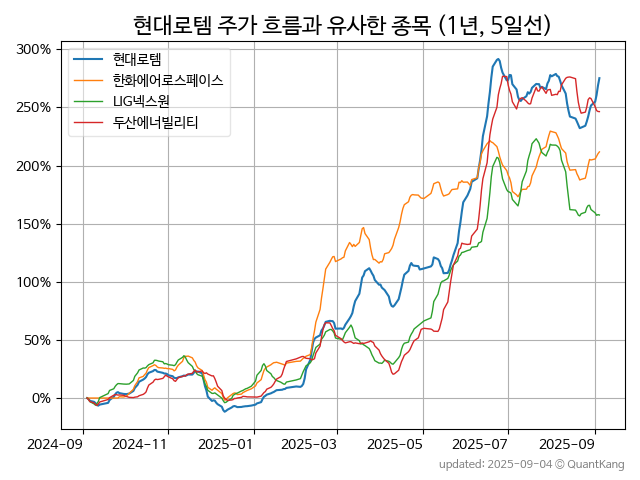 현대로템 주가 흐름과 유사한 종목 (1년, 5일선)
300%
250%
200%
150%
100%
50%
0%
현대로템
한화에어로스페이스
LIG넥스원
두산에너빌리티
2024-09 2024-11 2025-01 2025-03 2025-05 2025-07 2025-09
updated: 2025-09-04 © QuantKang